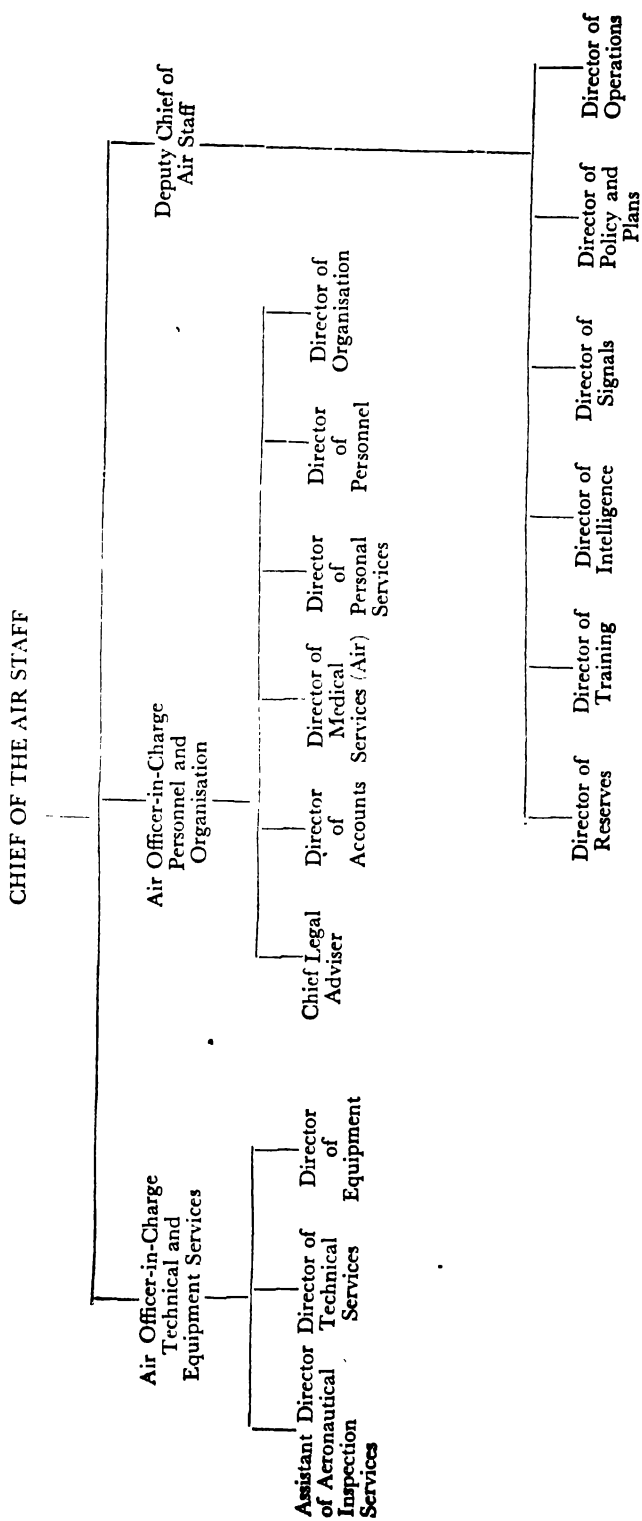 CHIEF OF THE AIR STAFF
Air Officer-in-Charge
Technical and
Equipment Services
Assistant Director
of Aeronautical
Inspection
Services
Director of
Technical
Services
Director
of
Equipment
Air Officer-in-Charge
Personnel and
Organisation
Chief Legal
Adviser
Director
of
Accounts
Director of
Medical
Services (Air)
Director
of
Personal
Services
Director
of
Personnel
Director of
Organisation
Deputy Chief of
Air Staff
Director of
Reserves
Director of
Training
Director of
Intelligence
Director of
Signals
Director of
Policy and
Plans
Director of
Operations